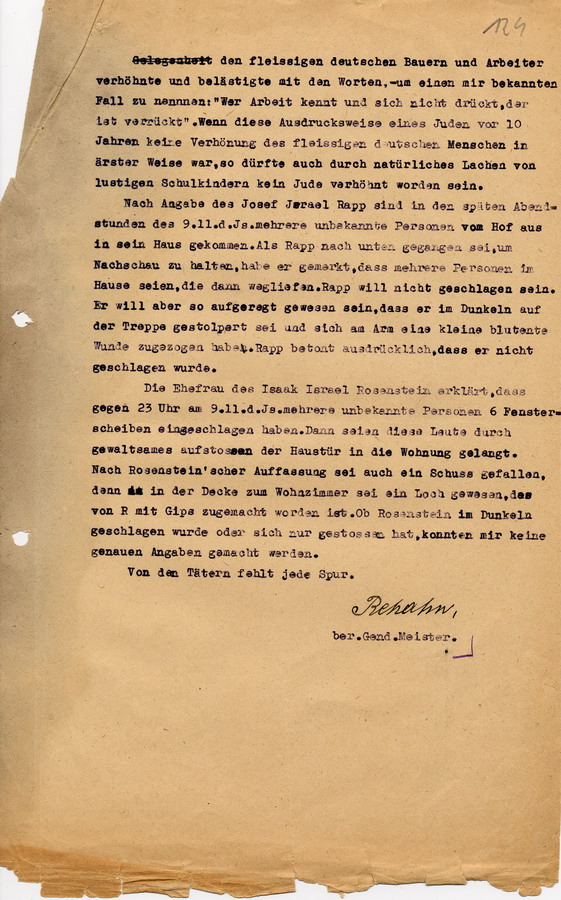 124
Gelegenheit den fleissigen deutschen Bauern und Arbeiter
verhöhnte und belästigte mit den Worten,-um einen mir bekannten
Fall zu nennnen:"Wer Arbeit kennt und sich nicht drückt,der
ist verrückt".Wenn diese Ausdrucksweise eines Juden vor 10
Jahren keine Verhönung des fleissigen deutschen Menschen in
ärster Weise war,so dürfte auch durch natürliches Lachen von
lustigen Schulkindern kein Jude verhöhnt worden sein.
Nach Angabe des Josef Jsrael Rapp sind in den späten Abend=
stunden des 9.11.d.Js.mehrere unbekannte Personen vom Hof aus
in sein Haus gekommen.Als Rapp nach unten gegangen sei,um
Nachschau zu halten,habe er gemerkt,dass mehrere Personen im
Hause seien,die dann wegliefen.Rapp will nicht geschlagen sein.
Er will aber so aufgeregt gewesen sein,dass er im Dunkeln auf
der Treppe gestolpert sei und sich am Arm eine kleine blutente
Wunde zugezogen habe.Rapp betont ausdrücklich,dass er nicht
geschlagen wurde.
Die Ehefrau des Isaak Israel Rosenstein erklärt,dass
gegen 23 Uhr am 9.11.d.Js.mehrere unbekannte Personen 6 Fenster-
scheiben eingeschlagen haben.Dann seien diese Leute durch
gewaltsames aufstossen der Haustür in die Wohnung gelangt.
Nach Rosenstein'scher Auffassung sei auch ein Schuss gefallen,
denn in der Decke zum Wohnzimmer sei ein Loch gewesen,das
von R mit Gips zugemacht worden ist.Ob Rosenstein im Dunkeln
geschlagen wurde oder sich nur gestossen hat,konnten mir keine
genauen Angaben gemacht werden.
Von den Tätern fehlt jede Spur.
Rehahn,
ber.Gend.Meister.